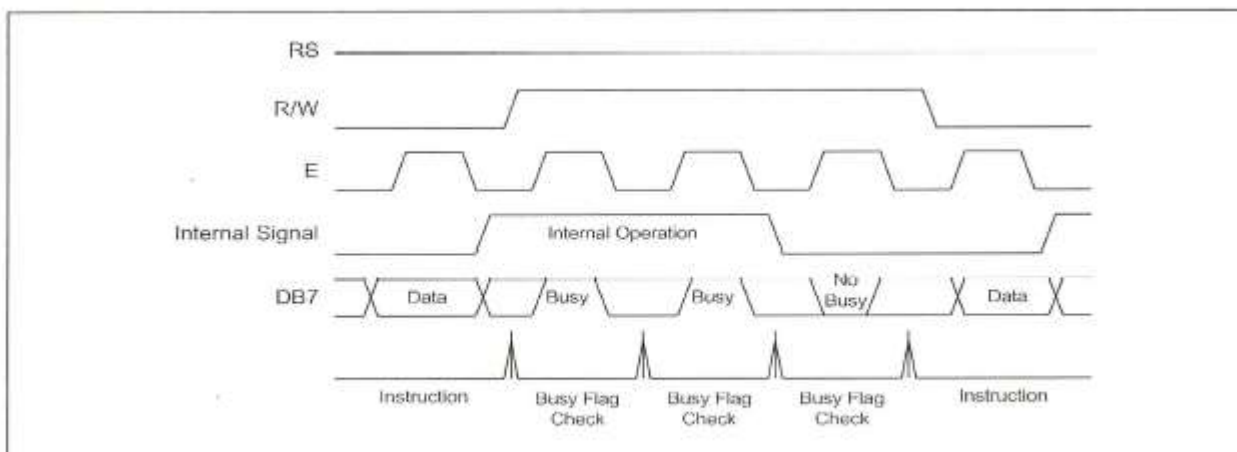 RS
R/W
E
Internal Signal
Internal Operation
DB7
Data
Busy
Busy
No
Busy
Data
Instruction
Busy Flag
Check
Busy Flag
Check
Busy Flag
Check
Instruction